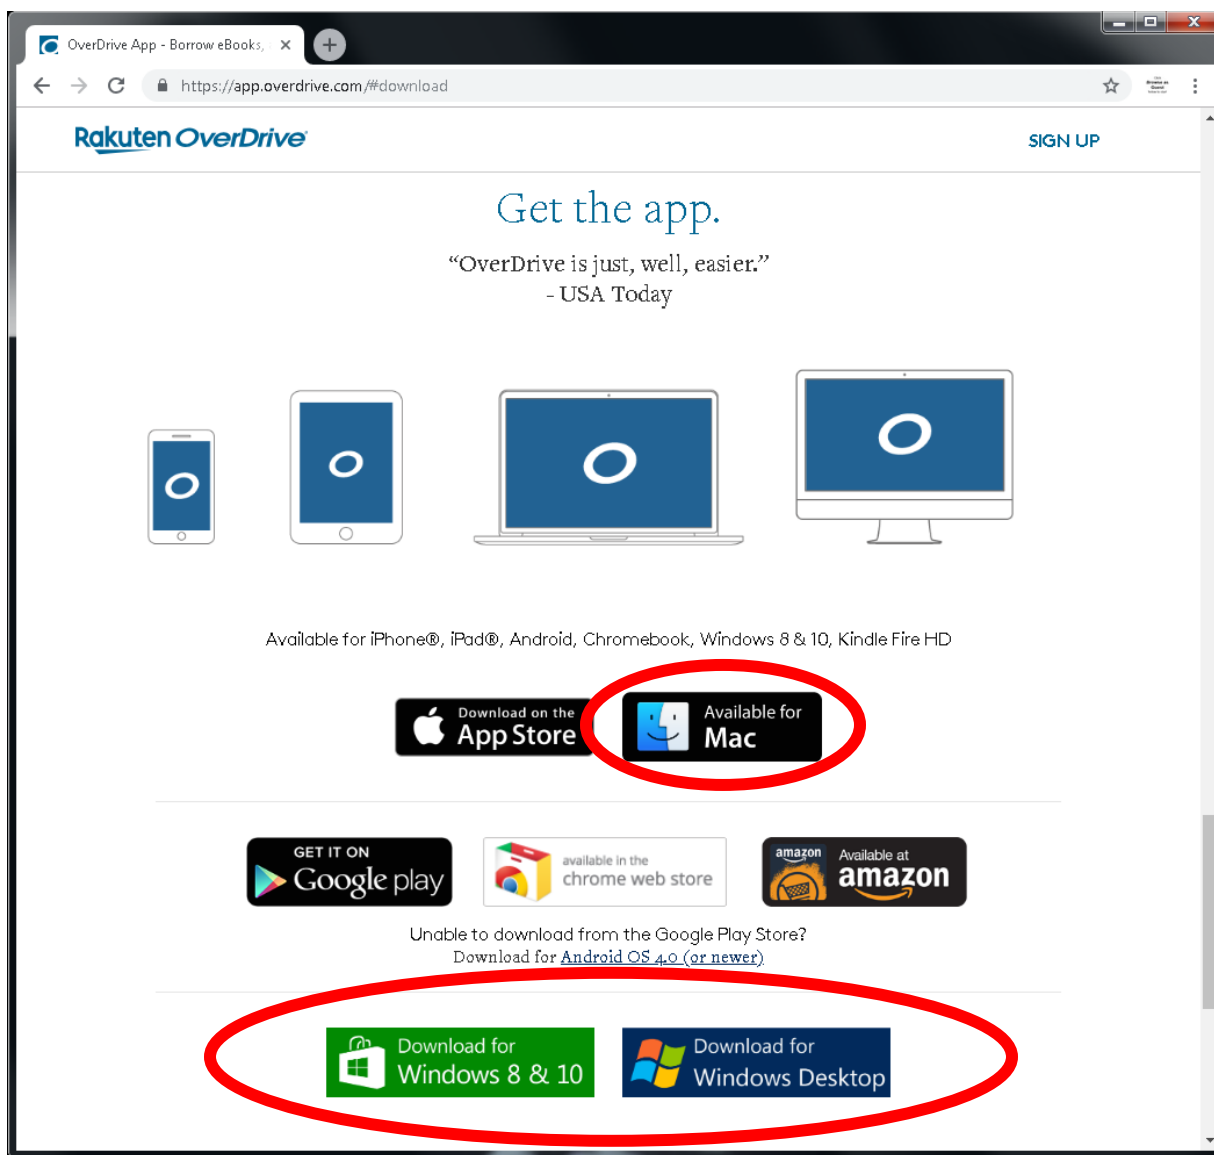 OverDrive App - Borrow eBooks,
https://app.overdrive.com/#download
Rakuten OverDrive
SIGN UP
Get the app.
“OverDrive is just, well, easier.”
- USA Today
Available for iPhone®, iPad®, Android, Chromebook, Windows 8 & 10, Kindle Fire HD
Download on the
App Store
Available for
Mac
GET IT ON
Google play
available in the
chrome web store
amazon
Available at
amazon
Unable to download from the Google Play Store?
Download for Android OS 4.0 (or newer)
Download for
Windows 8 & 10
Download for
Windows Desktop